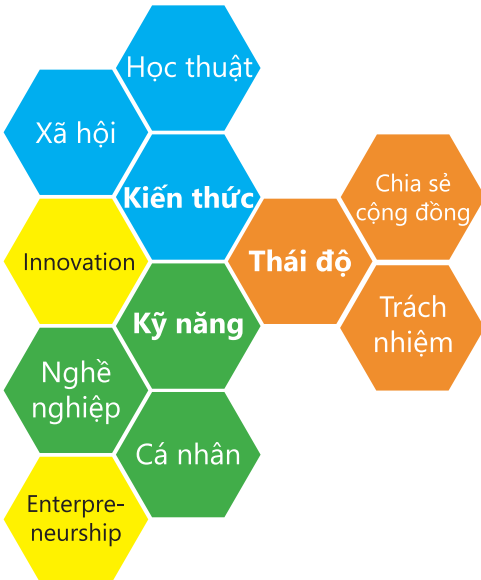 Học thuật
Xã hội
Kiến thức
Chia sẻ
cộng đồng
Innovation
Thái độ
Kỹ năng
Trách
nhiệm
Nghề
nghiệp
Cá nhân
Enterpre-
neurship